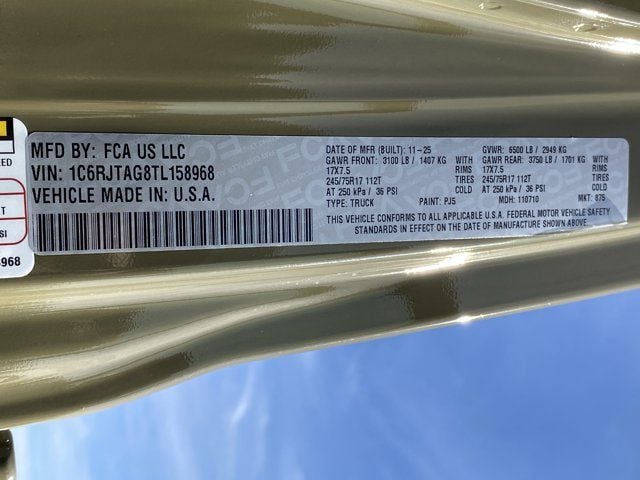 MFD BY: FCA US LLC
VIN: 1C6RJTAG8TL158968
VEHICLE MADE IN: U.S.A.
DATE OF MFR (BUILT): 11-25 GVWR: 6500 LB / 2949 KG
GAWR FRONT: 3100 LB / 1407 KG WITH GAWR REAR: 3750 LB / 1701 KG WITH
17X7.5 RIMS 17X7.5 RIMS
245/75R17 112T TIRES 245/75R17 112T TIRES
AT 250 kPa / 36 PSI COLD AT 250 kPa / 36 PSI COLD
TYPE: TRUCK PAINT: PJ5 MDH: 110710 MKT: 875
THIS VEHICLE CONFORMS TO ALL APPLICABLE U.S.A. FEDERAL MOTOR VEHICLE SAFETY
STANDARDS IN EFFECT ON THE DATE OF MANUFACTURE SHOWN ABOVE.
EED
T
SI
968